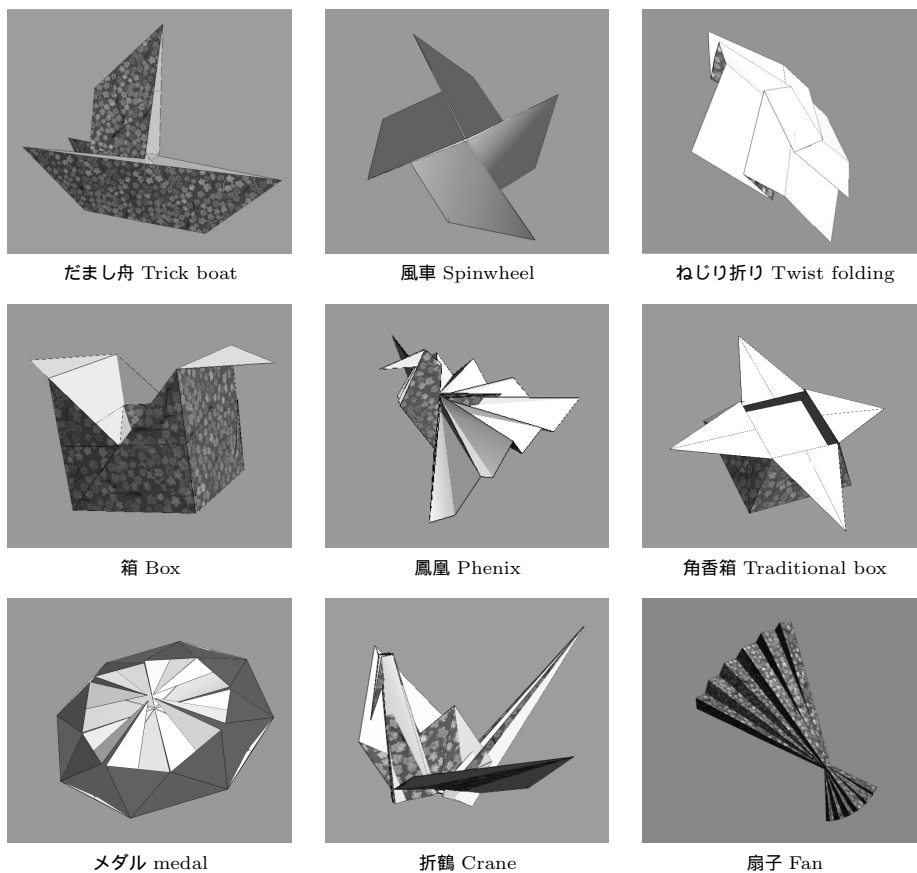 だまし舟 Trick boat
風車 Spinwheel
ねじり折り Twist folding
箱 Box
鳳凰 Phenix
角香箱 Traditional box
メダル medal
折鶴 Crane
扇子 Fan